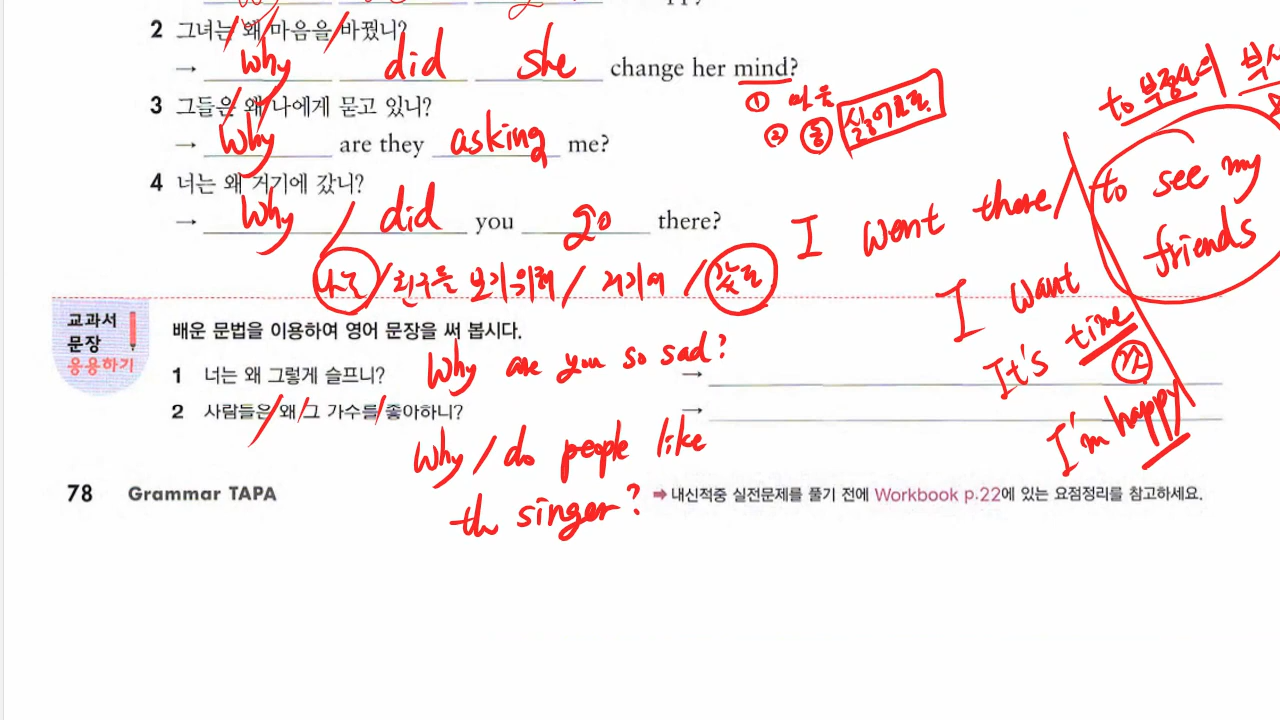 2 그녀는 왜 마음을 바꿨니?
→ why did she change her mind?
① 마음
② 동 싫어하다
3 그들은 왜 나에게 묻고 있니?
→ Why are they asking me?
4 너는 왜 거기에 갔니?
→ Why did you go there?
to 부정사의
I went there / to see my friends
나는 / 친구를 보기 위해 / 거기에 / 갔다
I want
It's time
I'm happy
교과서 문장 응용하기
배운 문법을 이용하여 영어 문장을 써 봅시다.
1 너는 왜 그렇게 슬프니? Why are you so sad? →
2 사람들은 왜 그 가수를 좋아하니? →
Why / do people like
th singer?
78 Grammar TAPA
➡ 내신적중 실전문제를 풀기 전에 Workbook p.22에 있는 요점정리를 참고하세요.